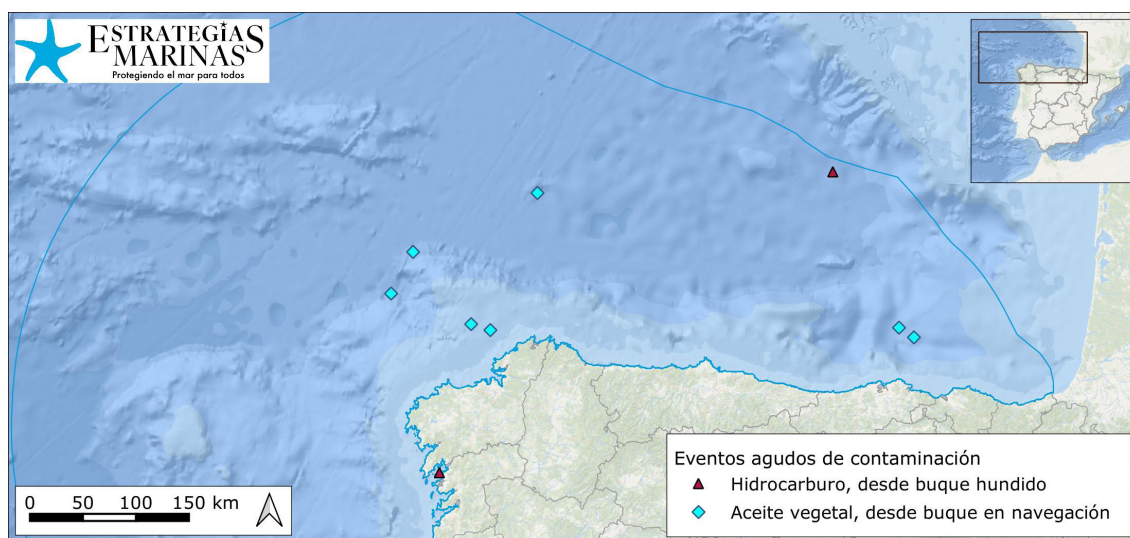 ESTRATEGIAS
MARINAS
Protegiendo el mar para todos
Eventos agudos de contaminación
Hidrocarburo, desde buque hundido
Aceite vegetal, desde buque en navegación
0 50 100 150 km